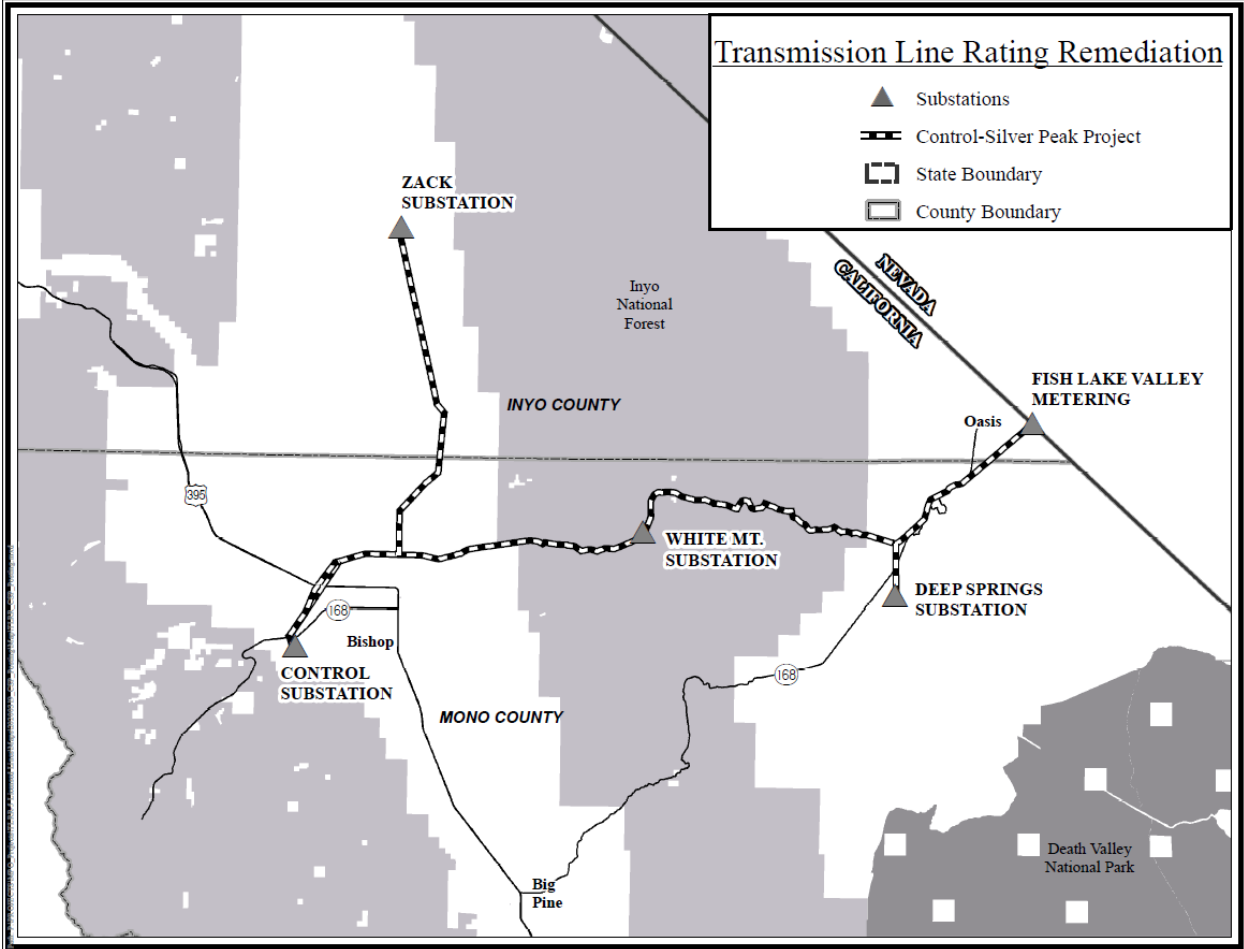 Transmission Line Rating Remediation
Substations
Control-Silver Peak Project
State Boundary
County Boundary
ZACK
SUBSTATION
Inyo
National
Forest
NEVADA
CALIFORNIA
FISH LAKE VALLEY
METERING
INYO COUNTY
Oasis
395
WHITE MT.
SUBSTATION
DEEP SPRINGS
SUBSTATION
168
Bishop
CONTROL
SUBSTATION
168
MONO COUNTY
Death Valley
National Park
Big
Pine